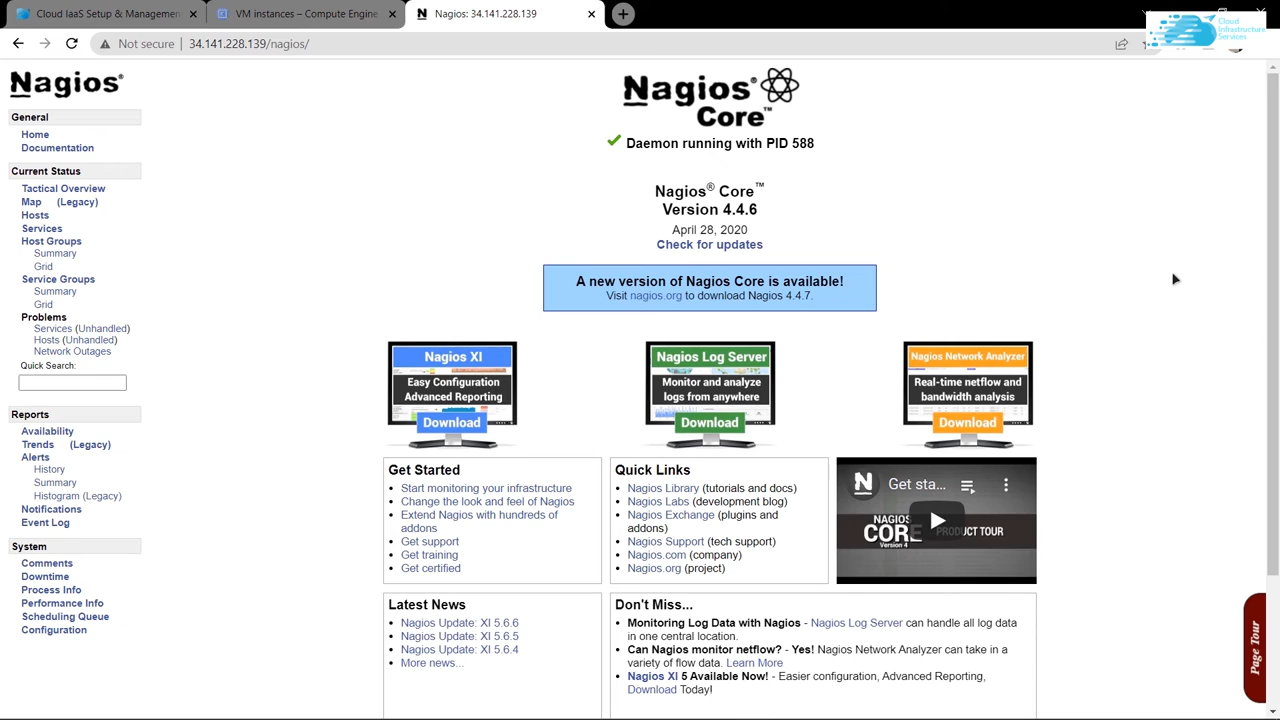 Cloud IaaS Setup & Managemen
VM instances – Compute Engine
Nagios: 34.141.228.139
Not secure
34.141.228.139/nagios/
Cloud
Infrastructure
Services
Nagios®
General
Home
Documentation
Current Status
Tactical Overview
Map (Legacy)
Hosts
Services
Host Groups
Summary
Grid
Service Groups
Summary
Grid
Problems
Services (Unhandled)
Hosts (Unhandled)
Network Outages
Quick Search:
Reports
Availability
Trends (Legacy)
Alerts
History
Summary
Histogram (Legacy)
Notifications
Event Log
System
Comments
Downtime
Process Info
Performance Info
Scheduling Queue
Configuration
Nagios®
Core™
Daemon running with PID 588
Nagios® Core™
Version 4.4.6
April 28, 2020
Check for updates
A new version of Nagios Core is available!
Visit nagios.org to download Nagios 4.4.7.
Nagios XI
Easy Configuration
Advanced Reporting
Download
Nagios Log Server
Monitor and analyze
logs from anywhere
Download
Nagios Network Analyzer
Real-time netflow and
bandwidth analysis
Download
Get Started
Start monitoring your infrastructure
Change the look and feel of Nagios
Extend Nagios with hundreds of
addons
Get support
Get training
Get certified
Quick Links
Nagios Library (tutorials and docs)
Nagios Labs (development blog)
Nagios Exchange (plugins and
addons)
Nagios Support (tech support)
Nagios.com (company)
Nagios.org (project)
N Get sta...
NAGIOS
CORE PRODUCT TOUR
Version 4
Latest News
Nagios Update: XI 5.6.6
Nagios Update: XI 5.6.5
Nagios Update: XI 5.6.4
More news...
Don't Miss...
Monitoring Log Data with Nagios - Nagios Log Server can handle all log data
in one central location.
Can Nagios monitor netflow? - Yes! Nagios Network Analyzer can take in a
variety of flow data. Learn More
Nagios XI 5 Available Now! - Easier configuration, Advanced Reporting,
Download Today!
Page Tour